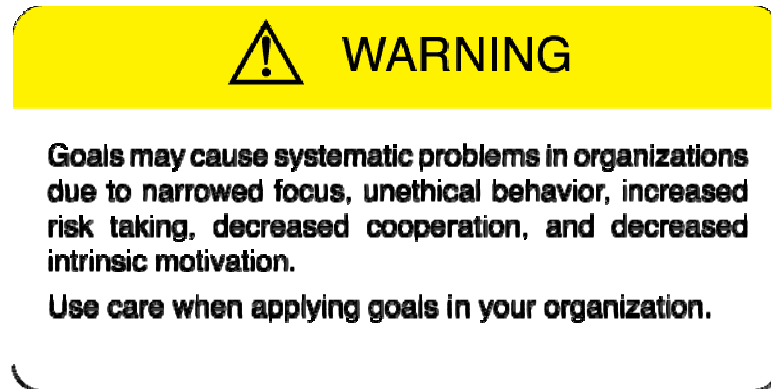 WARNING
Goals may cause systematic problems in organizations
due to narrowed focus, unethical behavior, increased
risk taking, decreased cooperation, and decreased
intrinsic motivation.
Use care when applying goals in your organization.